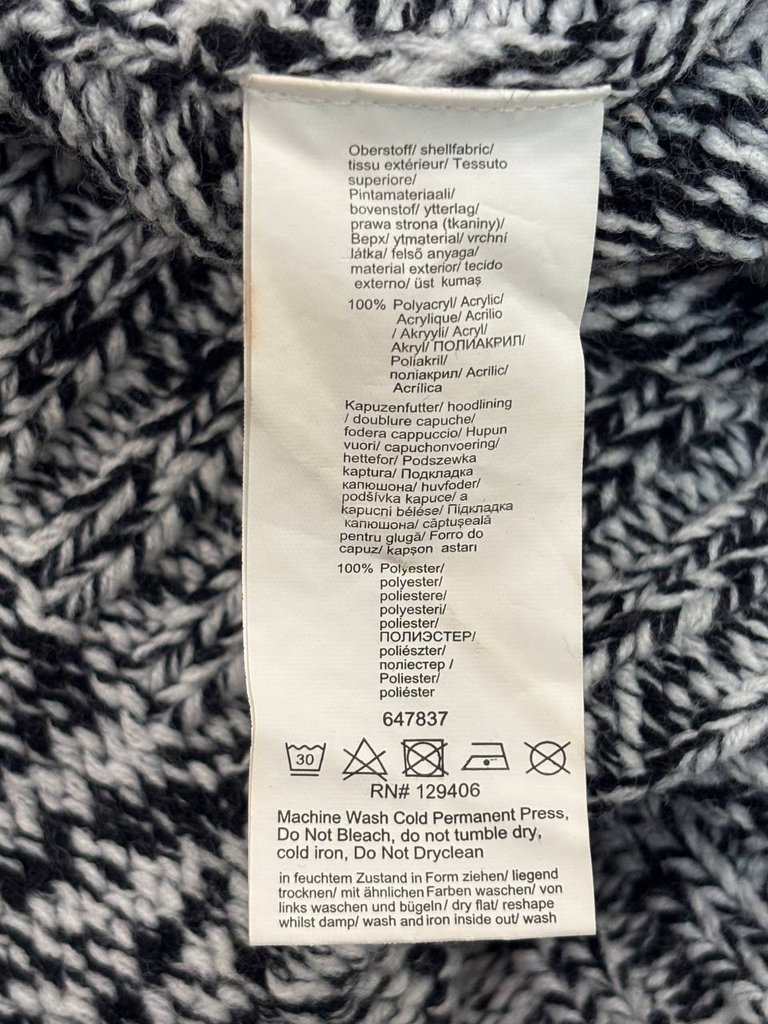 Oberstoff/ shellfabric/
tissu extérieur/ Tessuto
superiore/
Pintamateriaali/
bovenstof/ ytterlag/
prawa strona (tkaniny)/
Верх/ ytmaterial/ vrchní
látka/ felső anyaga/
material exterior/ tecido
externo/ üst kumaş
100% Polyacryl/ Acrylic/
Acrylique/ Acrilio
/ Akryyli/ Acryl/
Akryl/ ПОЛИАКРИЛ/
Poliakril/
поліакрил/ Acrilic/
Acrílica
Kapuzenfutter/ hoodlining
/ doublure capuche/
fodera cappuccio/ Hupun
vuori/ capuchonvoering/
hettefor/ Podszewka
kaptura/ Подкладка
капюшона/ huvfoder/
podšívka kapuce/ a
kapucni bélése/ Підкладка
капюшона/ căptuşeală
pentru glugă/ Forro do
capuz/ kapşon astarı
100% Polyester/
polyester/
poliestere/
polyesteri/
poliester/
ПОЛИЭСТЕР/
poliészter/
поліестер /
Poliester/
poliéster
647837
30
RN# 129406
Machine Wash Cold Permanent Press,
Do Not Bleach, do not tumble dry,
cold iron, Do Not Dryclean
in feuchtem Zustand in Form ziehen/ liegend
trocknen/ mit ähnlichen Farben waschen/ von
links waschen und bügeln/ dry flat/ reshape
whilst damp/ wash and iron inside out/ wash